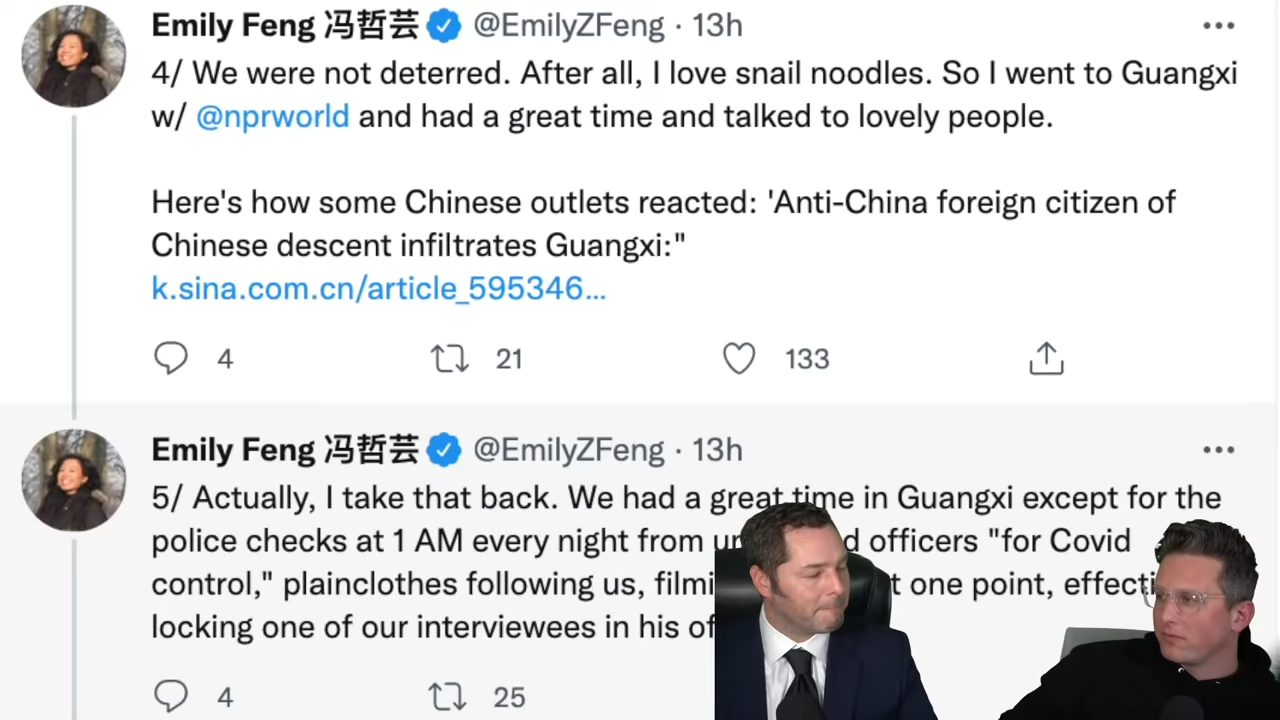 Emily Feng 冯哲芸 @EmilyZFeng · 13h
4/ We were not deterred. After all, I love snail noodles. So I went to Guangxi
w/ @nprworld and had a great time and talked to lovely people.
Here's how some Chinese outlets reacted: 'Anti-China foreign citizen of
Chinese descent infiltrates Guangxi:"
k.sina.com.cn/article_595346...
4 21 133
Emily Feng 冯哲芸 @EmilyZFeng · 13h
5/ Actually, I take that back. We had a great time in Guangxi except for the
police checks at 1 AM every night from officers "for Covid
control," plainclothes following us, one point,
locking one of our interviewees in his
4 25